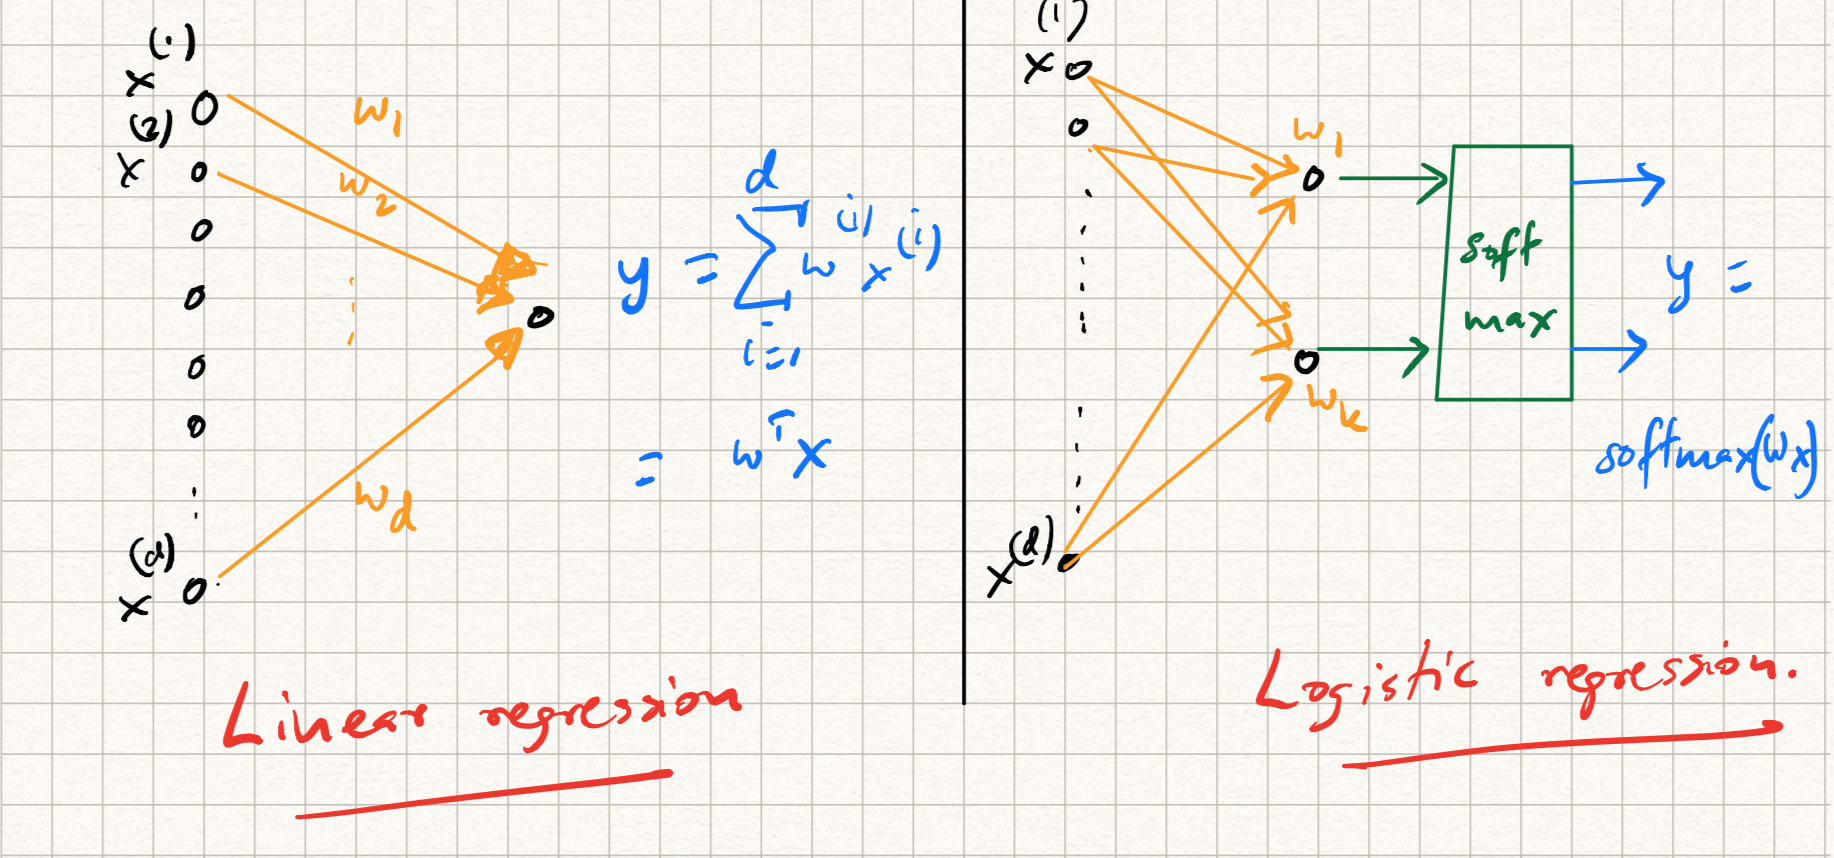 x^(1)
w_1
x^(2)
w_2
y = \sum_{i=1}^{d} w^(i) x^(i)
= w^T x
w_d
x^(d)
Linear regression
x^(1)
w_1
soft
max
y =
w_k
softmax(Wx)
x^(d)
Logistic regression.